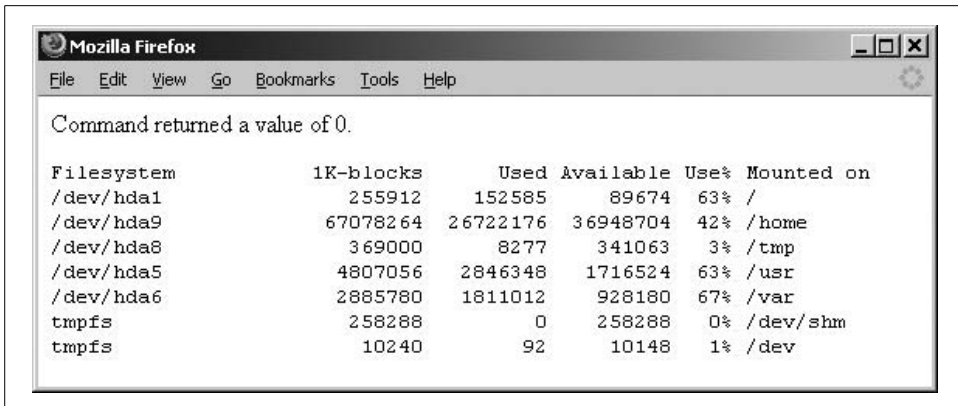 Mozilla Firefox
File Edit View Go Bookmarks Tools Help
Command returned a value of 0.
Filesystem 1K-blocks Used Available Use% Mounted on
/dev/hda1 255912 152585 89674 63% /
/dev/hda9 67078264 26722176 36948704 42% /home
/dev/hda8 369000 8277 341063 3% /tmp
/dev/hda5 4807056 2846348 1716524 63% /usr
/dev/hda6 2885780 1811012 928180 67% /var
tmpfs 258288 0 258288 0% /dev/shm
tmpfs 10240 92 10148 1% /dev